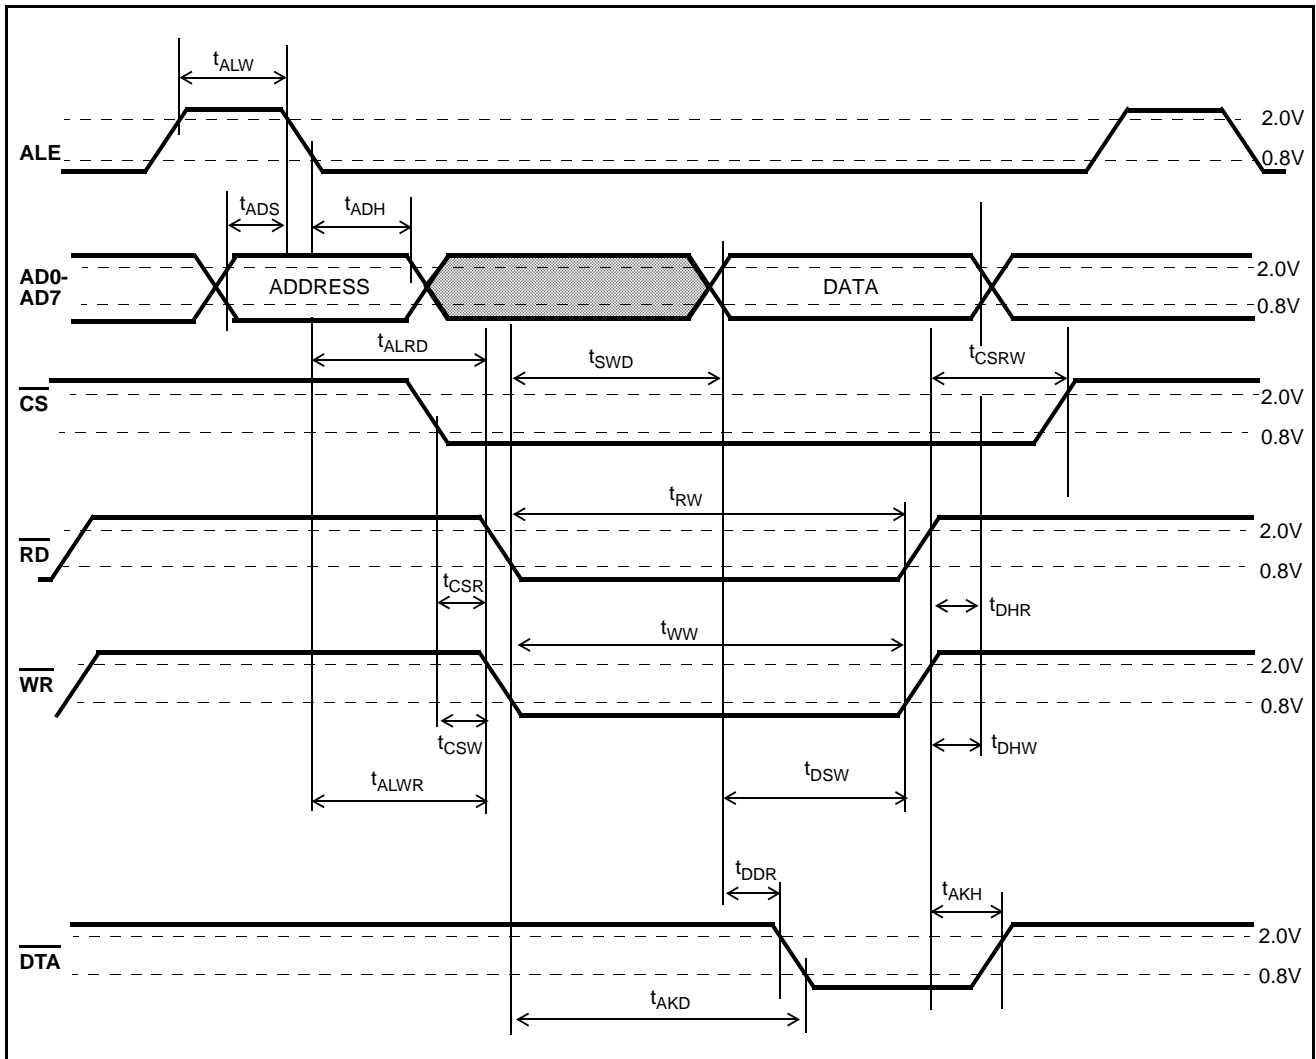 tALW
2.0V
ALE
0.8V
tADS
tADH
AD0-
AD7
ADDRESS
DATA
2.0V
0.8V
tALRD
tSWD
tCSRW
CS
2.0V
0.8V
tRW
RD
2.0V
0.8V
tCSR
tDHR
tWW
WR
2.0V
0.8V
tCSW
tDHW
tALWR
tDSW
tDDR
tAKH
DTA
2.0V
0.8V
tAKD